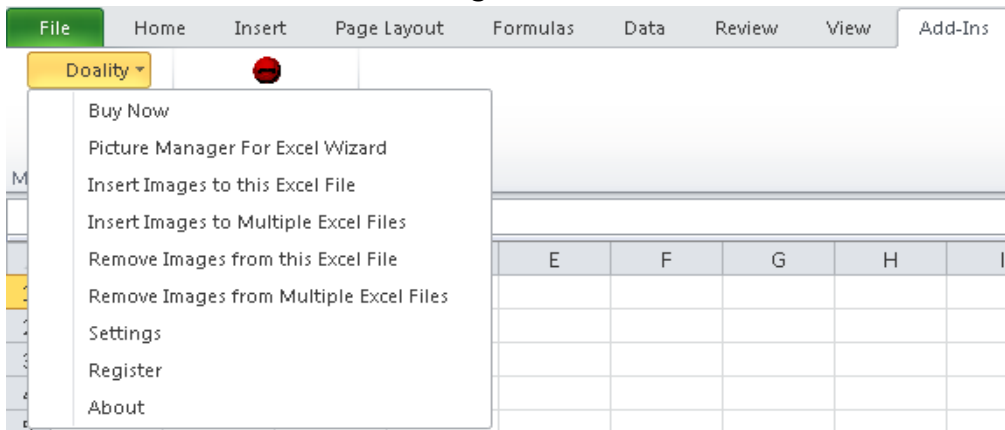 File Home Insert Page Layout Formulas Data Review View Add-Ins
Doality
Buy Now
Picture Manager For Excel Wizard
Insert Images to this Excel File
Insert Images to Multiple Excel Files
Remove Images from this Excel File
Remove Images from Multiple Excel Files
Settings
Register
About
E F G H I